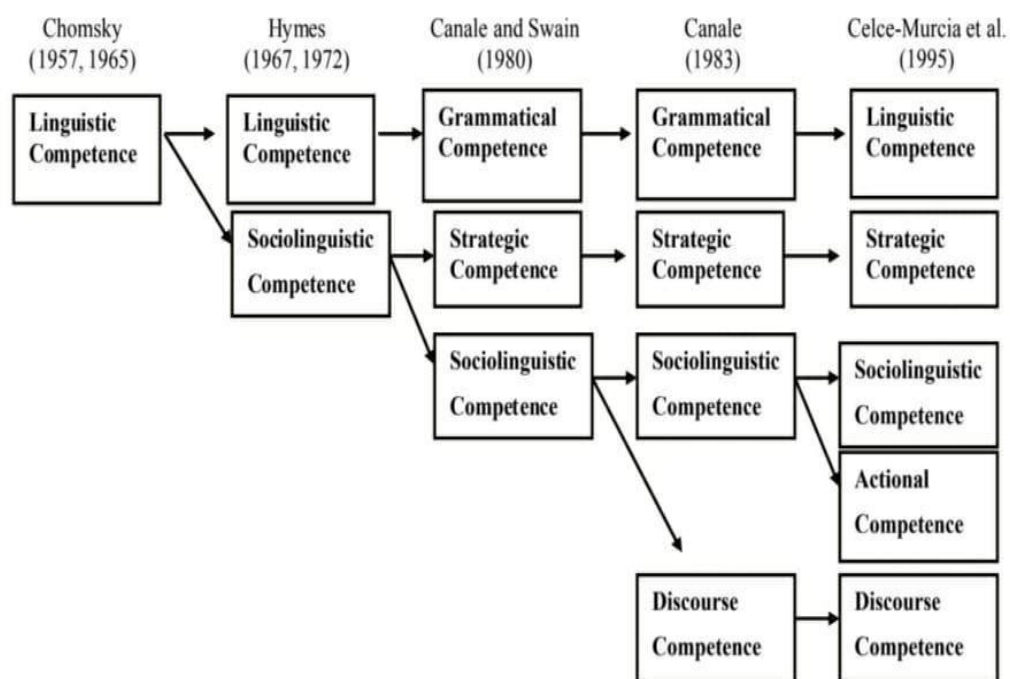 Chomsky
(1957, 1965)
Hymes
(1967, 1972)
Canale and Swain
(1980)
Canale
(1983)
Celce-Murcia et al.
(1995)
Linguistic
Competence
Linguistic
Competence
Grammatical
Competence
Grammatical
Competence
Linguistic
Competence
Sociolinguistic
Competence
Strategic
Competence
Strategic
Competence
Strategic
Competence
Sociolinguistic
Competence
Sociolinguistic
Competence
Sociolinguistic
Competence
Actional
Competence
Discourse
Competence
Discourse
Competence